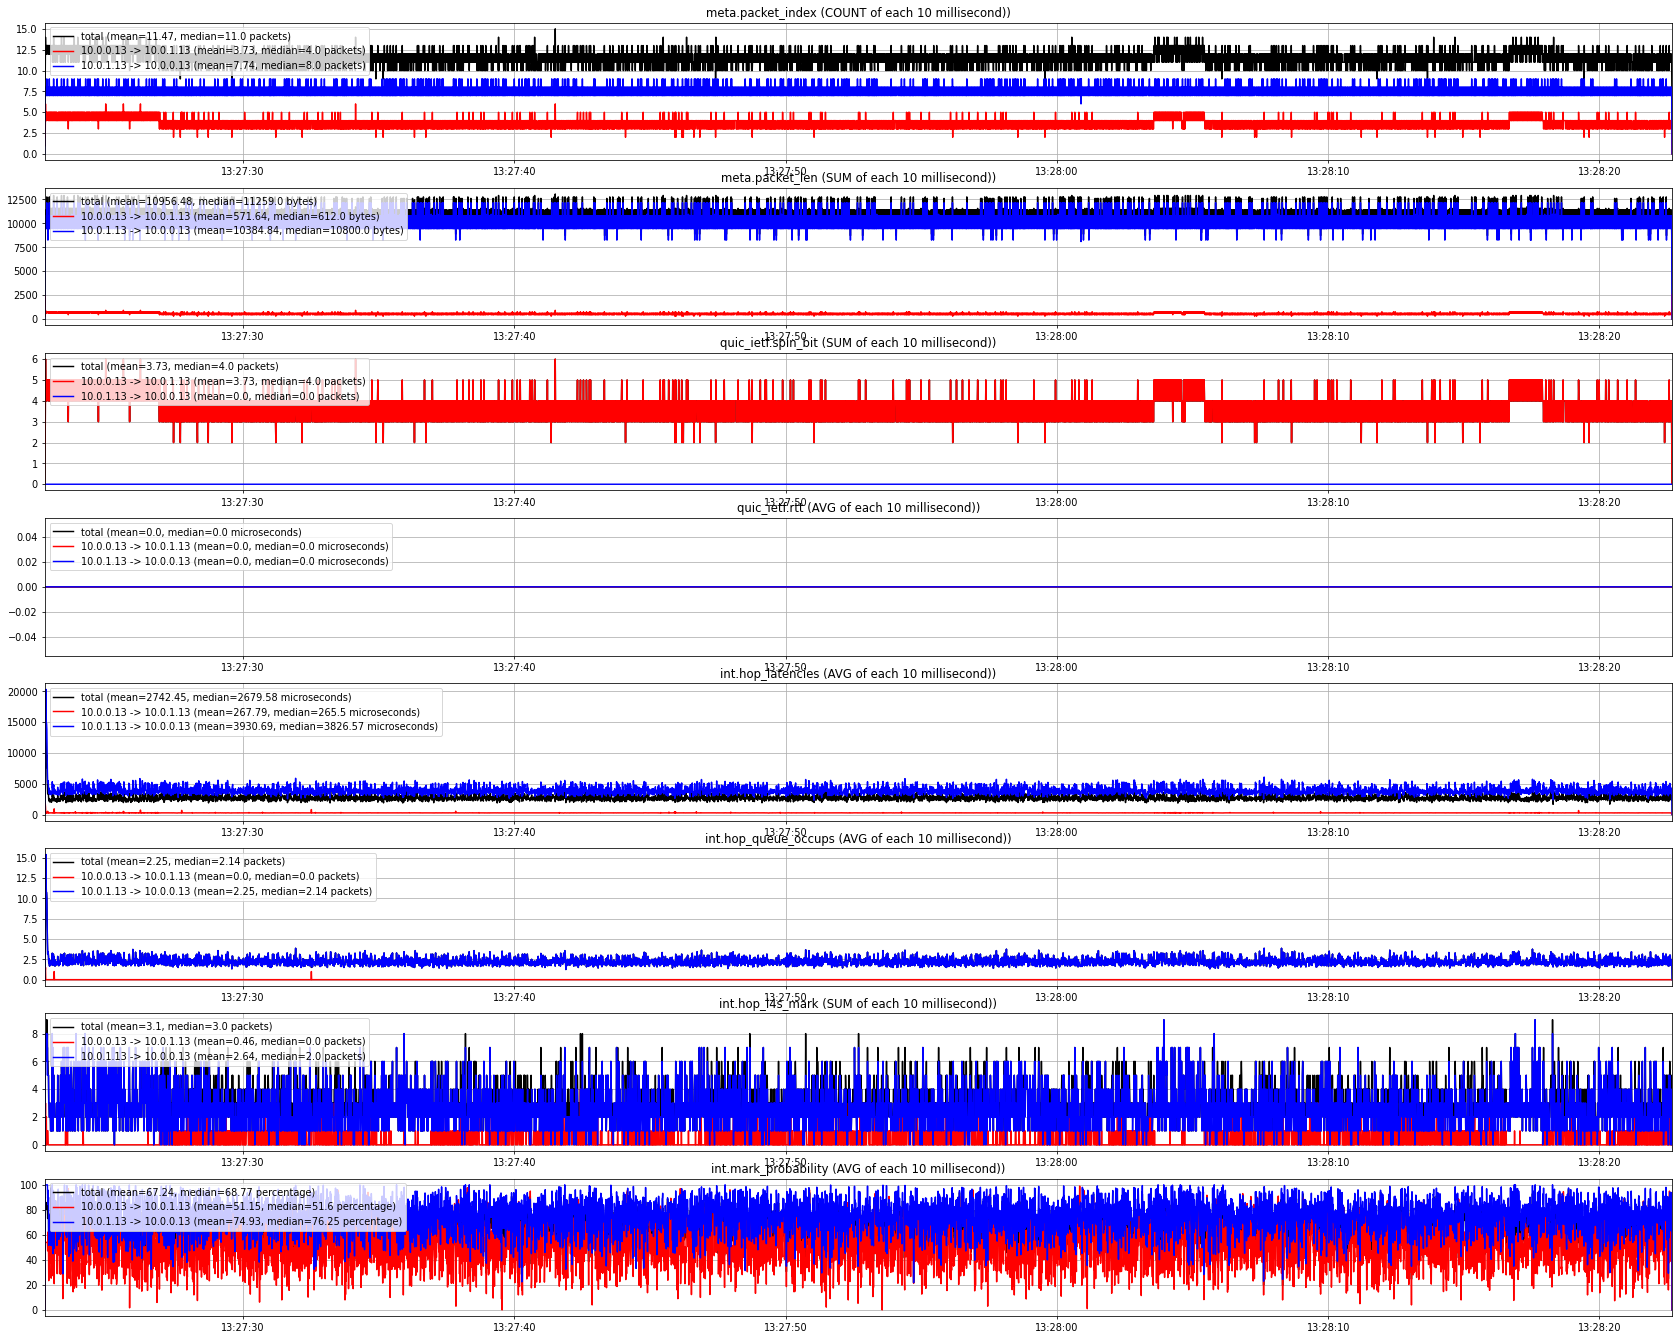 meta.packet_index (COUNT of each 10 millisecond))
15.0
12.5
10.0
7.5
5.0
2.5
0.0
total (mean=11.47, median=11.0 packets)
10.0.0.13 -> 10.0.1.13 (mean=3.73, median=4.0 packets)
10.0.1.13 -> 10.0.0.13 (mean=7.74, median=8.0 packets)
13:27:30 13:27:40 13:27:50 13:28:00 13:28:10 13:28:20
meta.packet_len (SUM of each 10 millisecond))
12500
10000
7500
5000
2500
0
total (mean=10956.48, median=11259.0 bytes)
10.0.0.13 -> 10.0.1.13 (mean=571.64, median=612.0 bytes)
10.0.1.13 -> 10.0.0.13 (mean=10384.84, median=10800.0 bytes)
13:27:30 13:27:40 13:27:50 13:28:00 13:28:10 13:28:20
quic_ietf.spin_bit (SUM of each 10 millisecond))
6
5
4
3
2
1
0
total (mean=3.73, median=4.0 packets)
10.0.0.13 -> 10.0.1.13 (mean=3.73, median=4.0 packets)
10.0.1.13 -> 10.0.0.13 (mean=0.0, median=0.0 packets)
13:27:30 13:27:40 13:27:50 13:28:00 13:28:10 13:28:20
quic_ietf.rtt (AVG of each 10 millisecond))
0.04
0.02
0.00
−0.02
−0.04
total (mean=0.0, median=0.0 microseconds)
10.0.0.13 -> 10.0.1.13 (mean=0.0, median=0.0 microseconds)
10.0.1.13 -> 10.0.0.13 (mean=0.0, median=0.0 microseconds)
13:27:30 13:27:40 13:27:50 13:28:00 13:28:10 13:28:20
int.hop_latencies (AVG of each 10 millisecond))
20000
15000
10000
5000
0
total (mean=2742.45, median=2679.58 microseconds)
10.0.0.13 -> 10.0.1.13 (mean=267.79, median=265.5 microseconds)
10.0.1.13 -> 10.0.0.13 (mean=3930.69, median=3826.57 microseconds)
13:27:30 13:27:40 13:27:50 13:28:00 13:28:10 13:28:20
int.hop_queue_occups (AVG of each 10 millisecond))
15.0
12.5
10.0
7.5
5.0
2.5
0.0
total (mean=2.25, median=2.14 packets)
10.0.0.13 -> 10.0.1.13 (mean=0.0, median=0.0 packets)
10.0.1.13 -> 10.0.0.13 (mean=2.25, median=2.14 packets)
13:27:30 13:27:40 13:27:50 13:28:00 13:28:10 13:28:20
int.hop_l4s_mark (SUM of each 10 millisecond))
8
6
4
2
0
total (mean=3.1, median=3.0 packets)
10.0.0.13 -> 10.0.1.13 (mean=0.46, median=0.0 packets)
10.0.1.13 -> 10.0.0.13 (mean=2.64, median=2.0 packets)
13:27:30 13:27:40 13:27:50 13:28:00 13:28:10 13:28:20
int.mark_probability (AVG of each 10 millisecond))
100
80
60
40
20
0
total (mean=67.24, median=68.77 percentage)
10.0.0.13 -> 10.0.1.13 (mean=51.15, median=51.6 percentage)
10.0.1.13 -> 10.0.0.13 (mean=74.93, median=76.25 percentage)
13:27:30 13:27:40 13:27:50 13:28:00 13:28:10 13:28:20